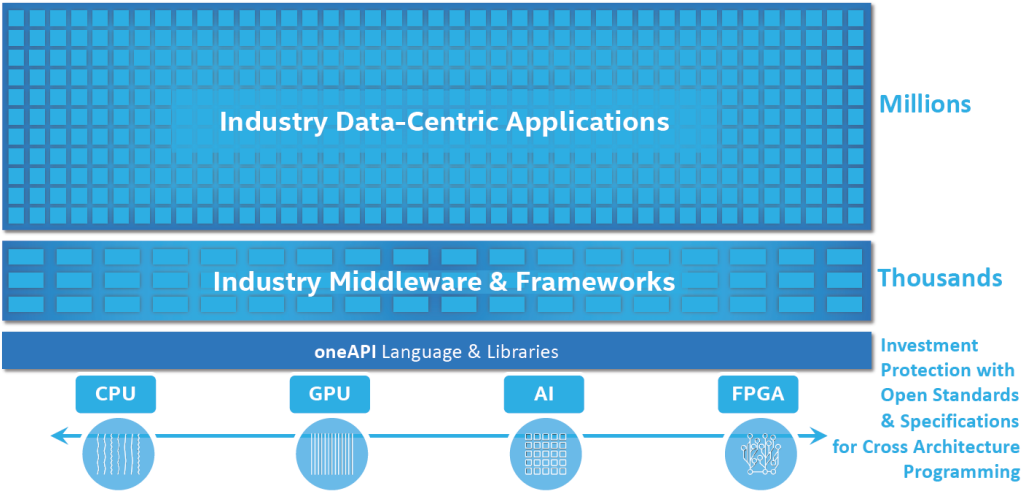 Industry Data-Centric Applications
Millions
Industry Middleware & Frameworks
Thousands
oneAPI Language & Libraries
Investment
Protection with
Open Standards
& Specifications
for Cross Architecture
Programming
CPU
GPU
AI
FPGA